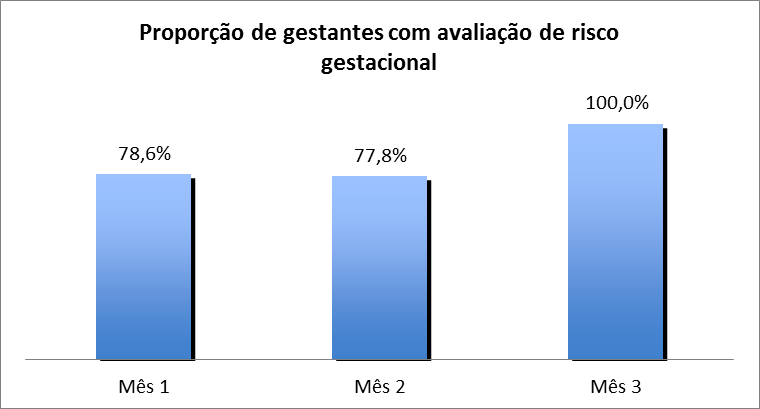 Proporção de gestantes com avaliação de risco
gestacional
78,6%
77,8%
100,0%
Mês 1
Mês 2
Mês 3